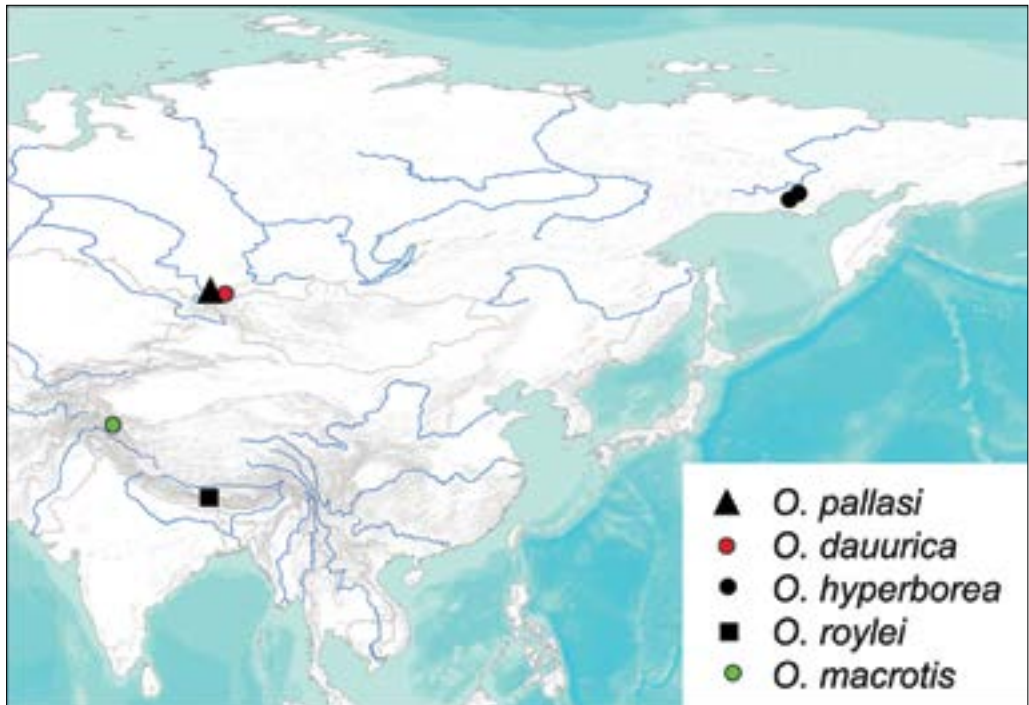 O. pallasi
O. dauurica
O. hyperborea
O. roylei
O. macrotis